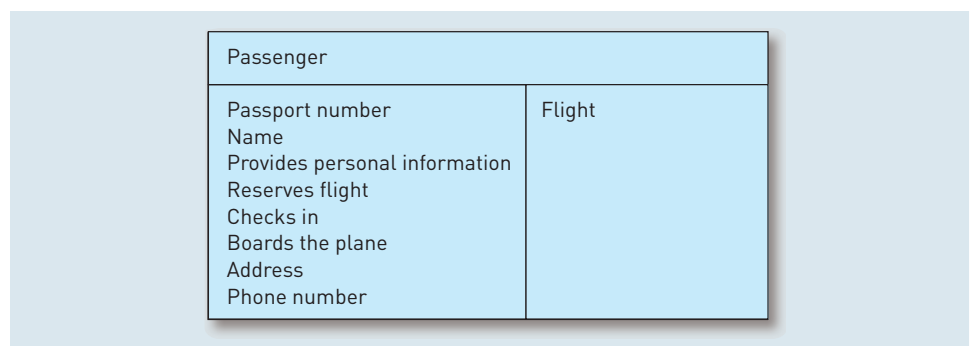 Passenger
Passport number
Name
Provides personal information
Reserves flight
Checks in
Boards the plane
Address
Phone number
Flight